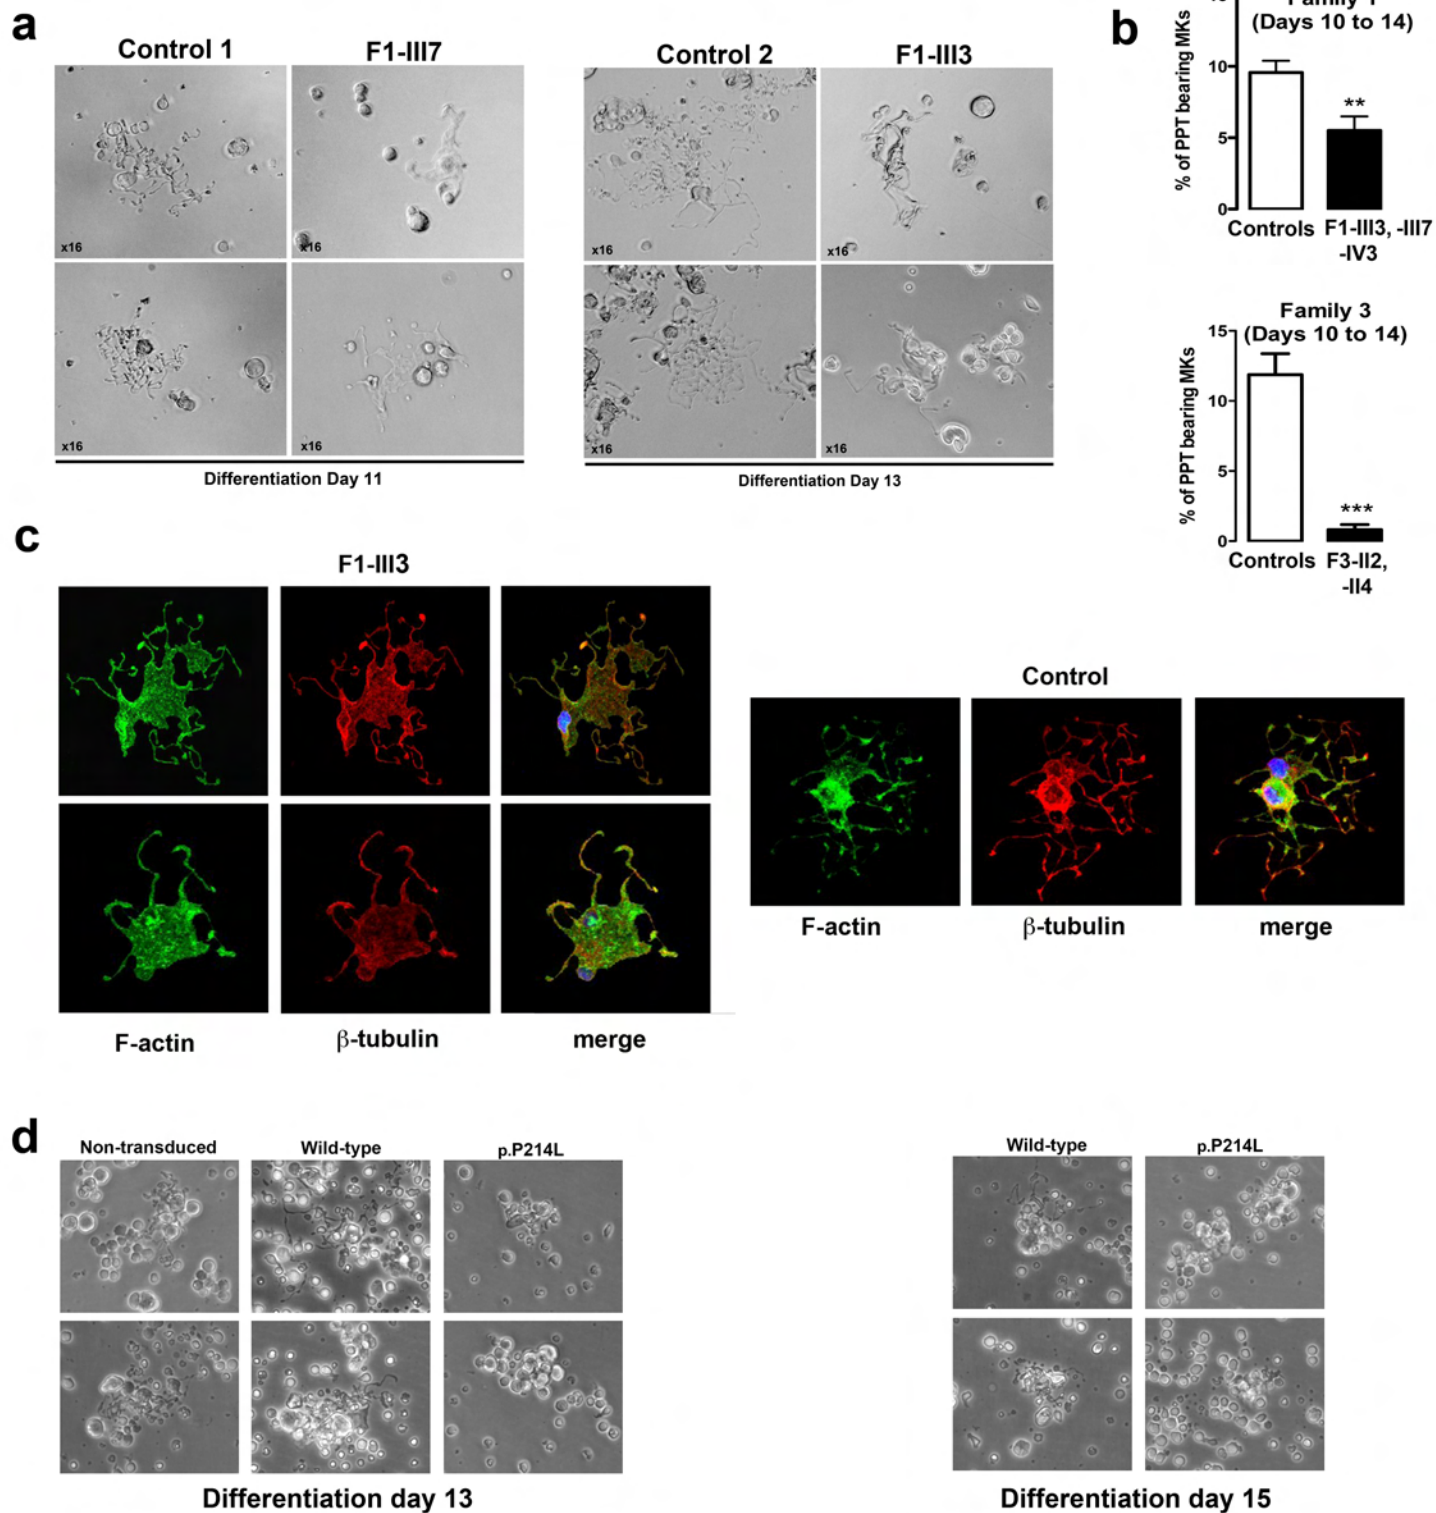 a
Control 1
F1-III7
x16
x16
x16
x16
Differentiation Day 11
Control 2
F1-III3
x16
x16
x16
x16
Differentiation Day 13
b
(Days 10 to 14)
% of PPT bearing MKs
10
5
0
**
Controls
F1-III3, -III7
-IV3
Family 3
(Days 10 to 14)
% of PPT bearing MKs
15
10
5
0
***
Controls
F3-II2,
-II4
c
F1-III3
F-actin
β-tubulin
merge
Control
F-actin
β-tubulin
merge
d
Non-transduced
Wild-type
p.P214L
Differentiation day 13
Wild-type
p.P214L
Differentiation day 15